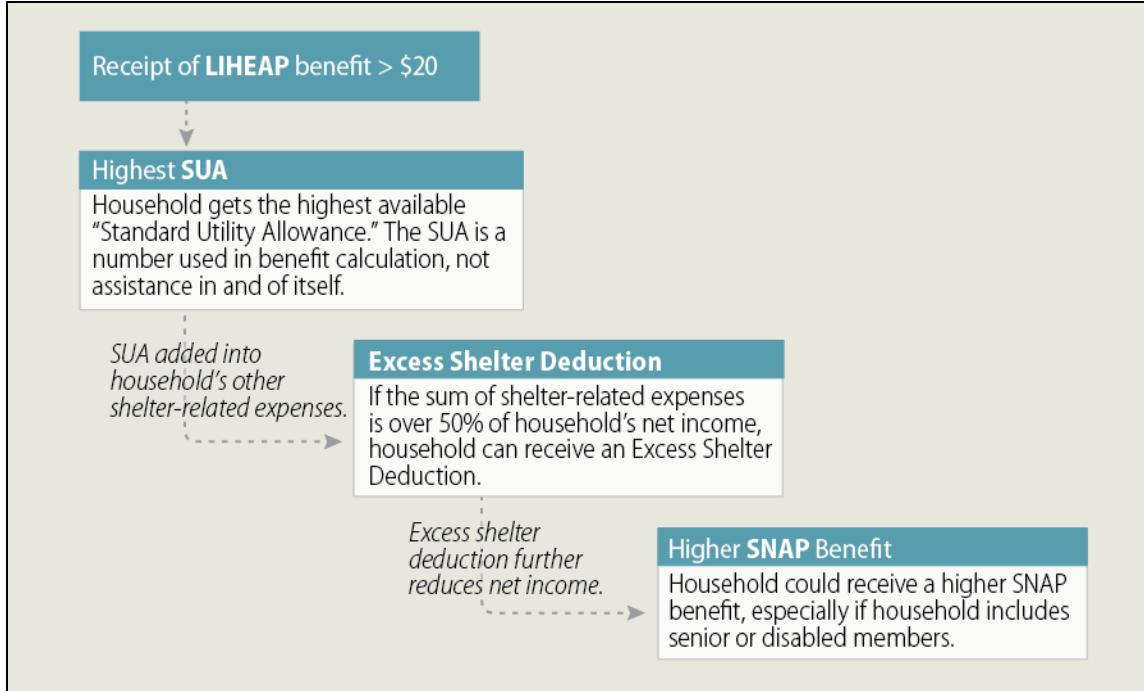 Receipt of LIHEAP benefit > $20
Highest SUA
Household gets the highest available
“Standard Utility Allowance.” The SUA is a
number used in benefit calculation, not
assistance in and of itself.
SUA added into
household’s other
shelter-related expenses.
Excess Shelter Deduction
If the sum of shelter-related expenses
is over 50% of household’s net income,
household can receive an Excess Shelter
Deduction.
Excess shelter
deduction further
reduces net income.
Higher SNAP Benefit
Household could receive a higher SNAP
benefit, especially if household includes
senior or disabled members.